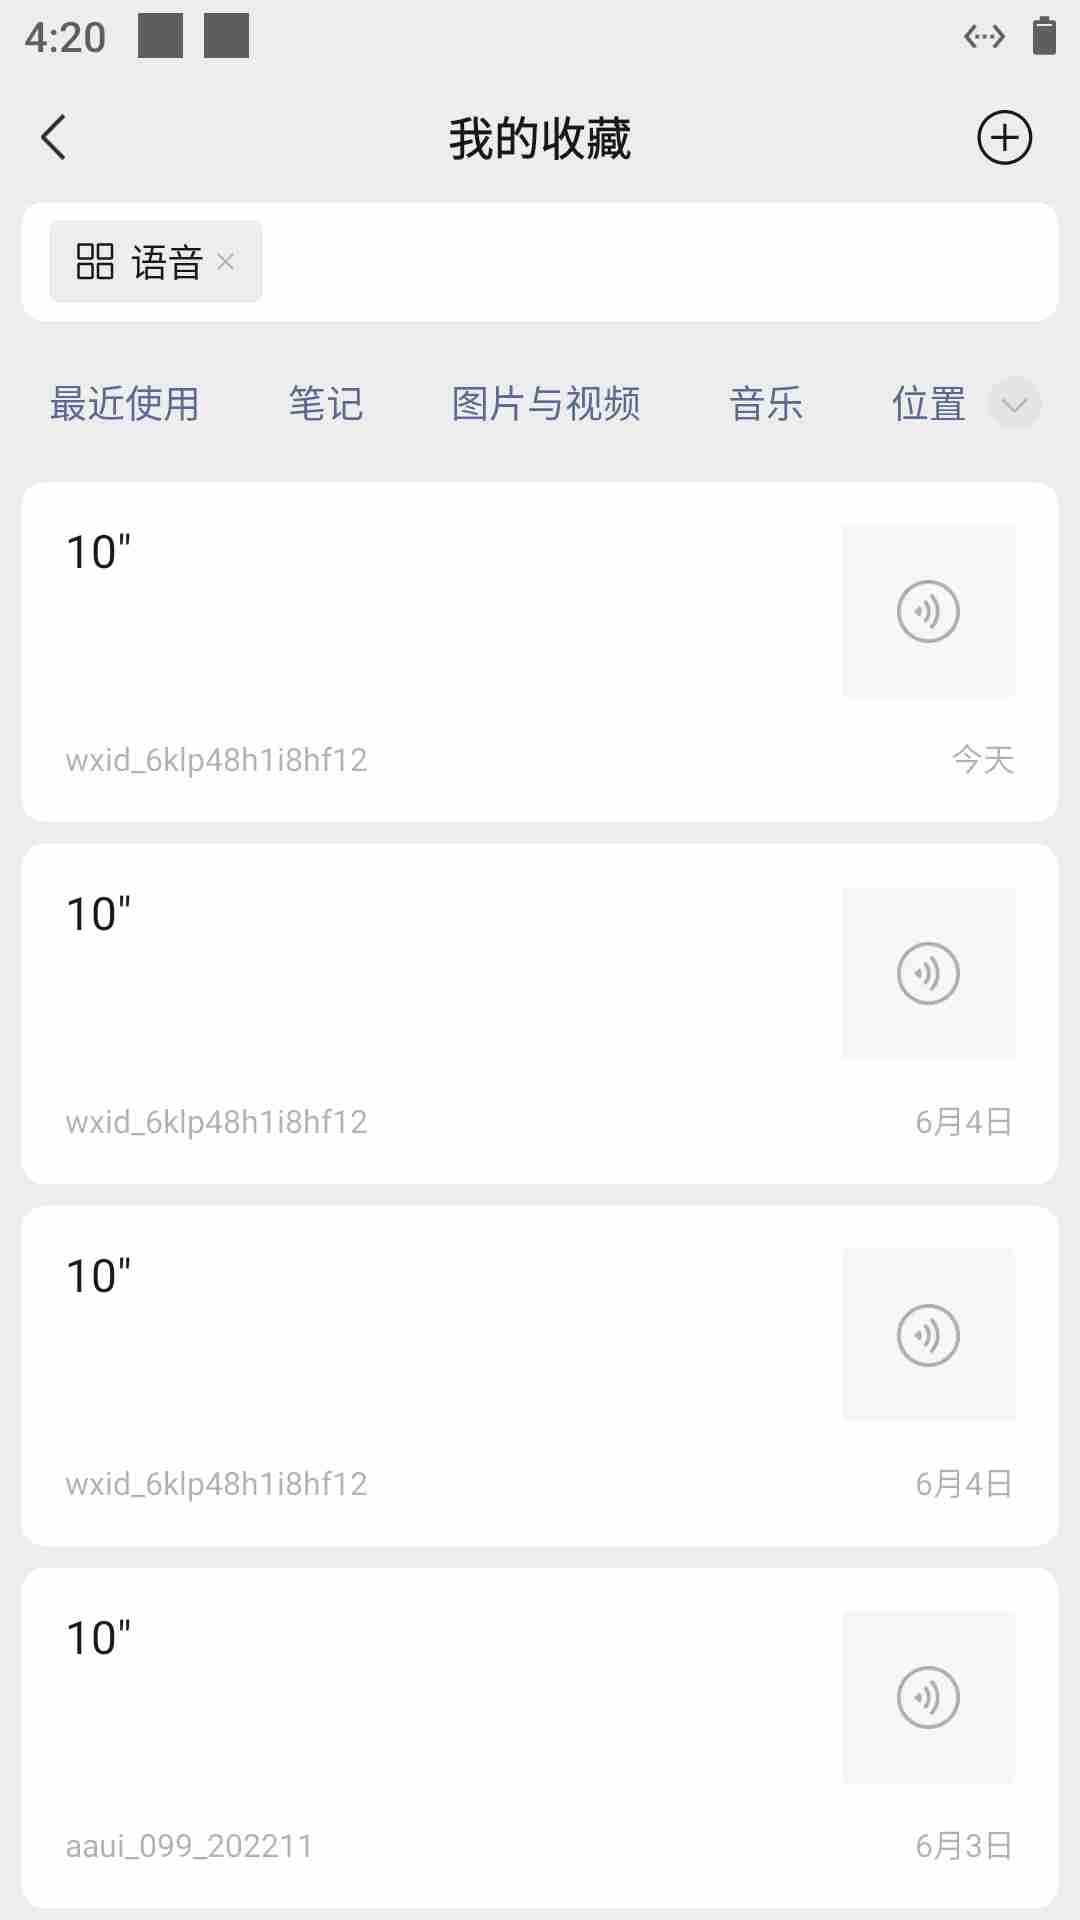 4:20
我的收藏
语音
最近使用 笔记 图片与视频 音乐 位置
10"
wxid_6klp48h1i8hf12 今天
10"
wxid_6klp48h1i8hf12 6月4日
10"
wxid_6klp48h1i8hf12 6月4日
10"
aaui_099_202211 6月3日